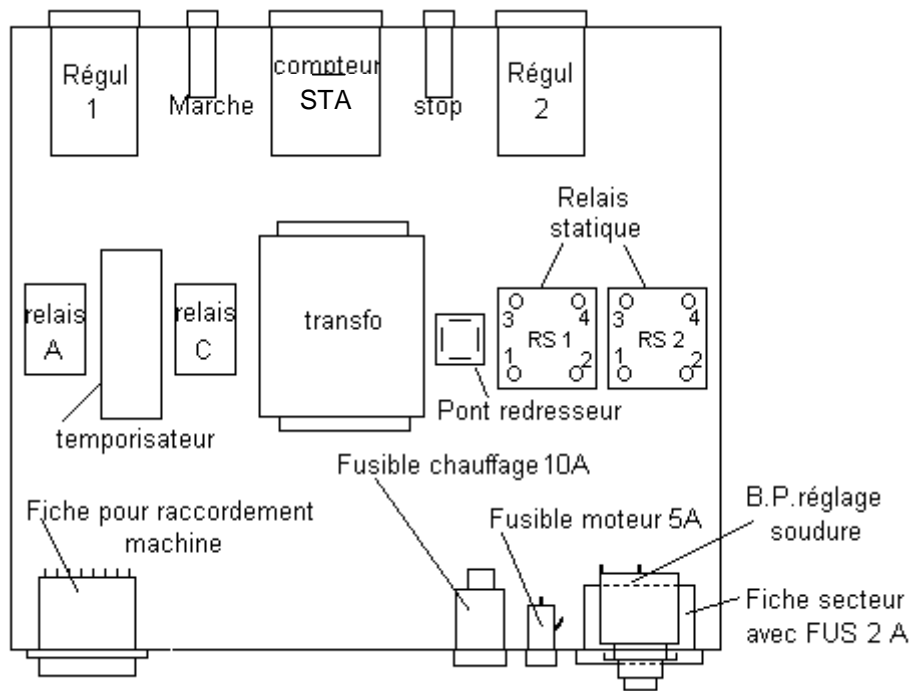 Régul
1
Marche
compteur
STA
stop
Régul
2
Relais
statique
relais
A
relais
C
transfo
3
4
RS 1
1
2
3
4
RS 2
1
2
Pont redresseur
temporisateur
Fusible chauffage 10A
Fiche pour raccordement
machine
Fusible moteur 5A
B.P.réglage
soudure
Fiche secteur
avec FUS 2 A